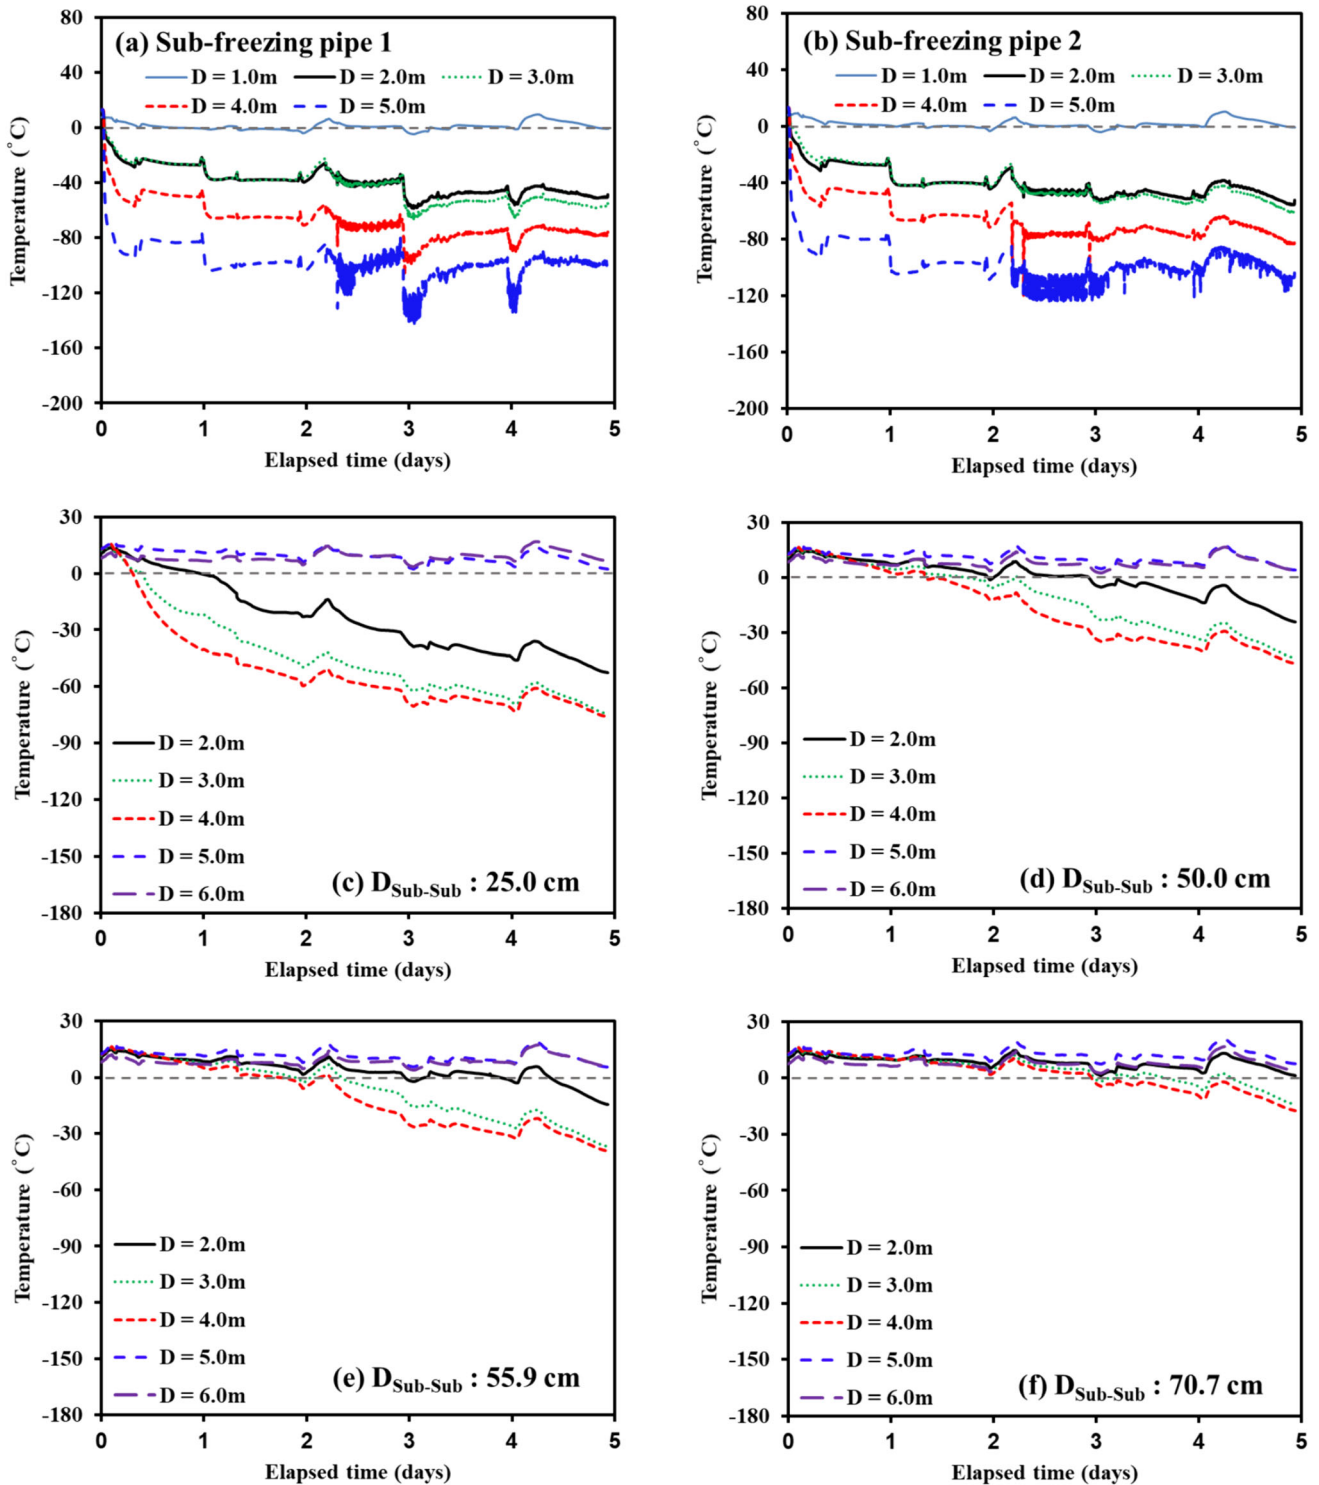 (a) Sub-freezing pipe 1
D = 1.0m D = 2.0m D = 3.0m
D = 4.0m D = 5.0m
Temperature (°C)
80
40
0
-40
-80
-120
-160
-200
0 1 2 3 4 5
Elapsed time (days)
(b) Sub-freezing pipe 2
D = 1.0m D = 2.0m D = 3.0m
D = 4.0m D = 5.0m
Temperature (°C)
80
40
0
-40
-80
-120
-160
-200
0 1 2 3 4 5
Elapsed time (days)
Temperature (°C)
30
0
-30
-60
-90
-120
-150
-180
D = 2.0m
D = 3.0m
D = 4.0m
D = 5.0m
D = 6.0m
(c) DSub-Sub : 25.0 cm
0 1 2 3 4 5
Elapsed time (days)
Temperature (°C)
30
0
-30
-60
-90
-120
-150
-180
D = 2.0m
D = 3.0m
D = 4.0m
D = 5.0m
D = 6.0m
(d) DSub-Sub : 50.0 cm
0 1 2 3 4 5
Elapsed time (days)
Temperature (°C)
30
0
-30
-60
-90
-120
-150
-180
D = 2.0m
D = 3.0m
D = 4.0m
D = 5.0m
D = 6.0m
(e) DSub-Sub : 55.9 cm
0 1 2 3 4 5
Elapsed time (days)
Temperature (°C)
30
0
-30
-60
-90
-120
-150
-180
D = 2.0m
D = 3.0m
D = 4.0m
D = 5.0m
D = 6.0m
(f) DSub-Sub : 70.7 cm
0 1 2 3 4 5
Elapsed time (days)